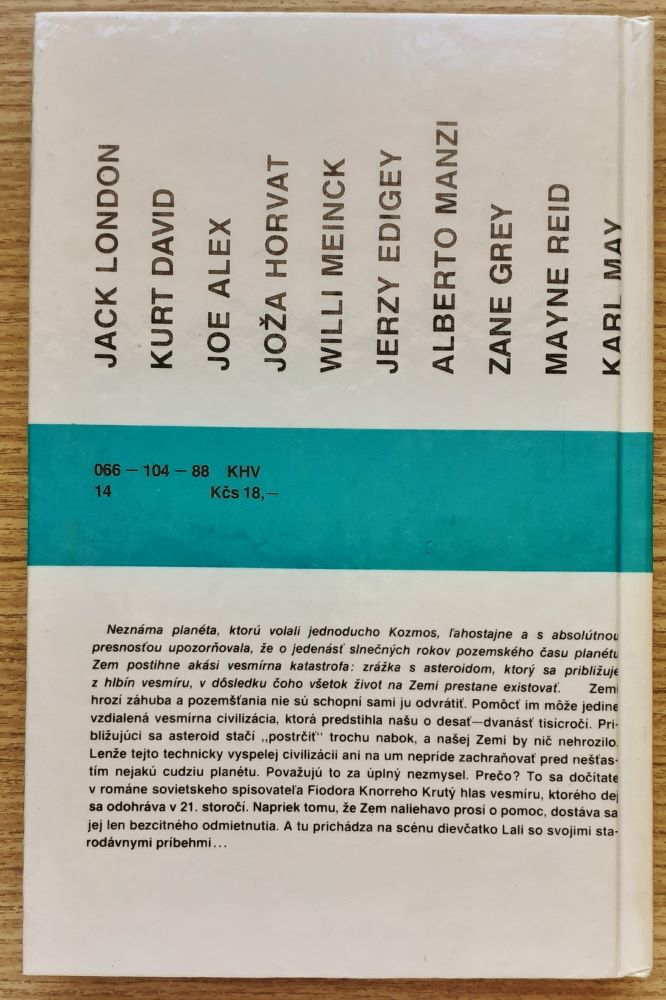 JACK LONDON
KURT DAVID
JOE ALEX
JOŽA HORVAT
WILLI MEINCK
JERZY EDIGEY
ALBERTO MANZI
ZANE GREY
MAYNE REID
KARL MAY
066 — 104 — 88 KHV
14 Kčs 18,—
Neznáma planéta, ktorú volali jednoducho Kozmos, ľahostajne a s absolútnou
presnosťou upozorňovala, že o jedenásť slnečných rokov pozemského času planétu
Zem postihne akási vesmírna katastrofa: zrážka s asteroidom, ktorý sa približuje
z hlbín vesmíru, v dôsledku čoho všetok život na Zemi prestane existovať. Zemi
hrozí záhuba a pozemšťania nie sú schopní sami ju odvrátiť. Pomôcť im môže jedine
vzdialená vesmírna civilizácia, ktorá predstihla našu o desať—dvanásť tisícročí. Pri-
bližujúci sa asteroid stačí „postrčiť" trochu nabok, a našej Zemi by nič nehrozilo.
Lenže tejto technicky vyspelej civilizácii ani na um nepríde zachraňovať pred nešťas-
tím nejakú cudziu planétu. Považujú to za úplný nezmysel. Prečo? To sa dočítate
v románe sovietskeho spisovateľa Fiodora Knorreho Krutý hlas vesmíru, ktorého dej
sa odohráva v 21. storočí. Napriek tomu, že Zem naliehavo prosí o pomoc, dostáva sa
jej len bezcitného odmietnutia. A tu prichádza na scénu dievčatko Lali so svojimi sta-
rodávnymi príbehmi...